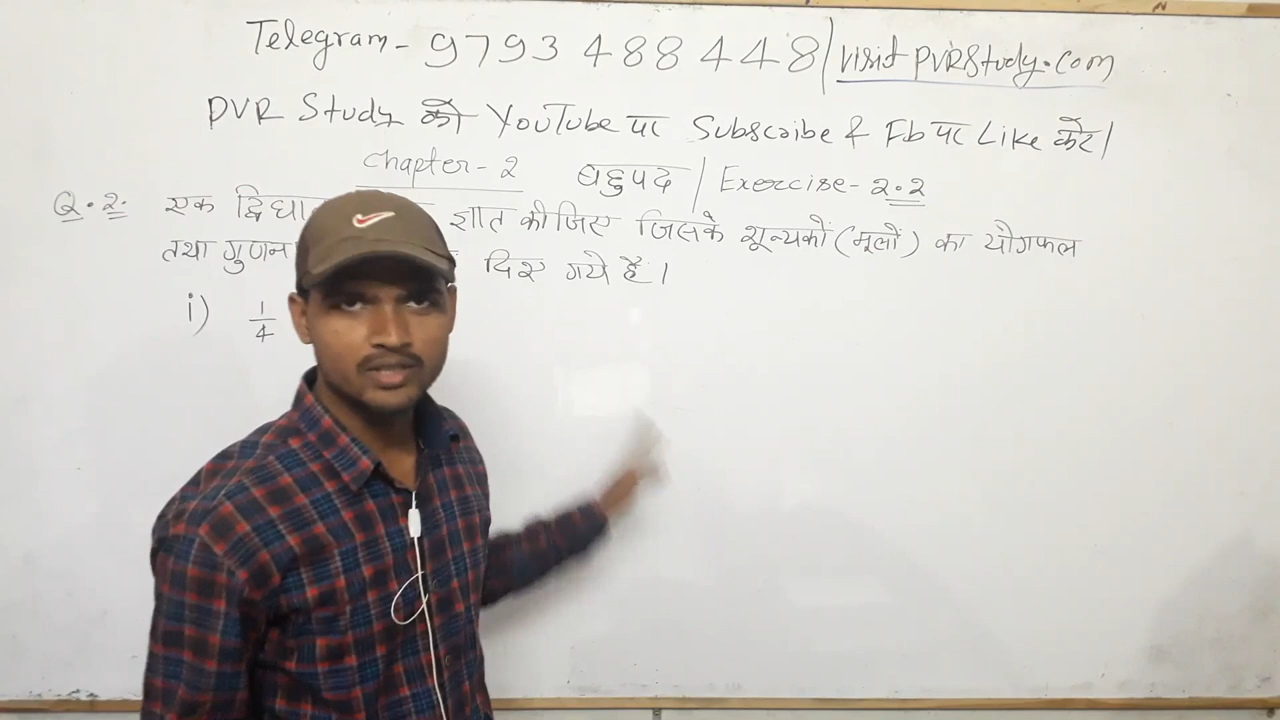 Telegram - 9793488448 | visit pvrstudy.com
PVR Study को YouTube पर Subscribe & Fb पर Like करें|
Chapter-2 बहुपद | Exercise - 2.2
Q.2. एक द्विघा ज्ञात कीजिए जिसके शून्यकों (मूलों) का योगफल
तथा गुणन दिए गये है।
i) 1/4